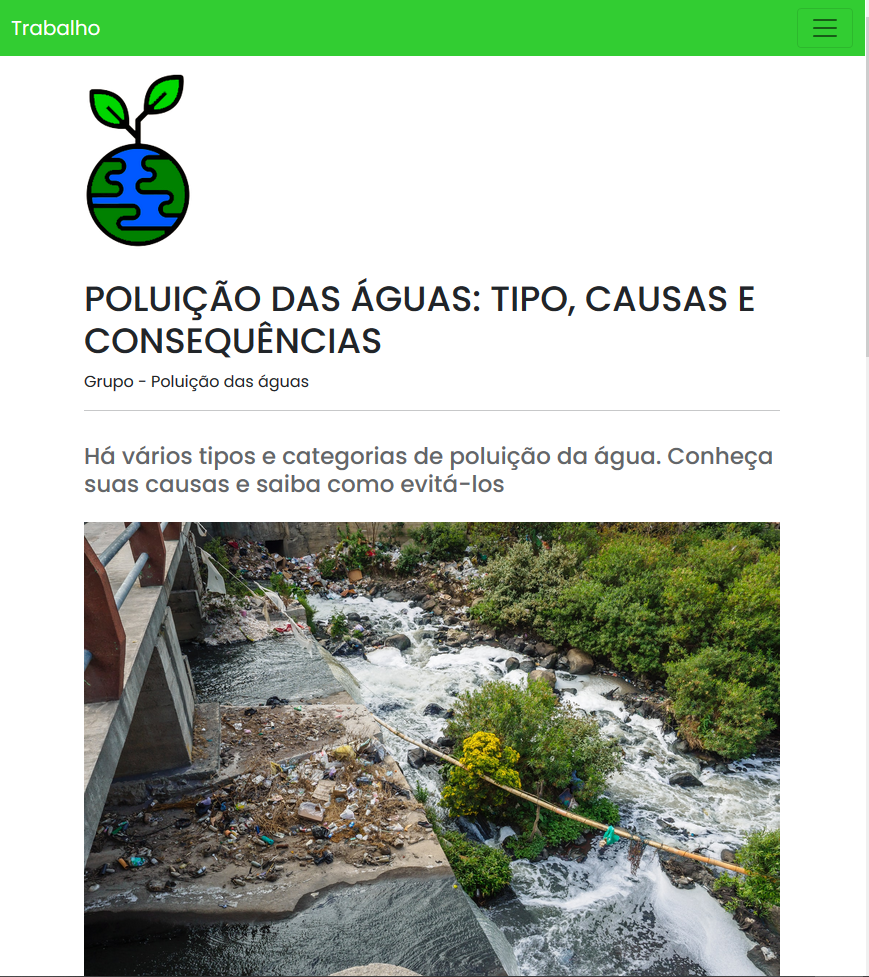 Trabalho
POLUIÇÃO DAS ÁGUAS: TIPO, CAUSAS E
CONSEQUÊNCIAS
Grupo - Poluição das águas
Há vários tipos e categorias de poluição da água. Conheça
suas causas e saiba como evitá-los